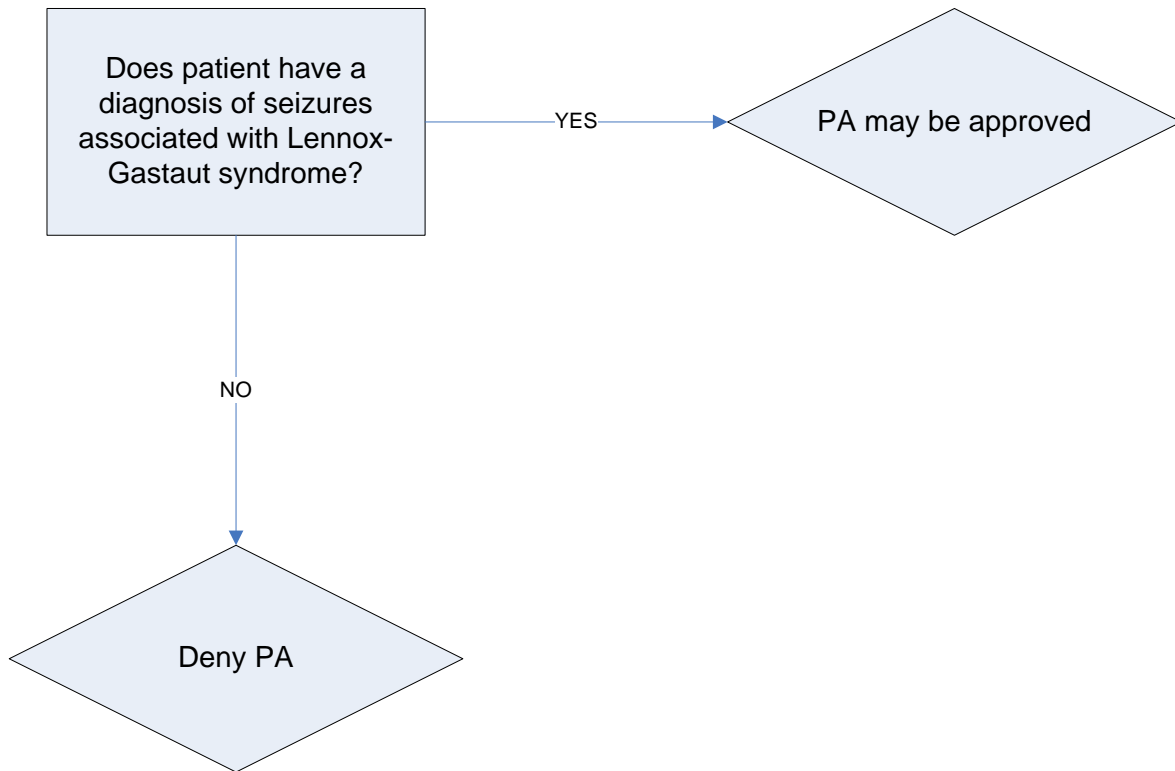 Does patient have a
diagnosis of seizures
associated with Lennox-
Gastaut syndrome?
YES
PA may be approved
NO
Deny PA